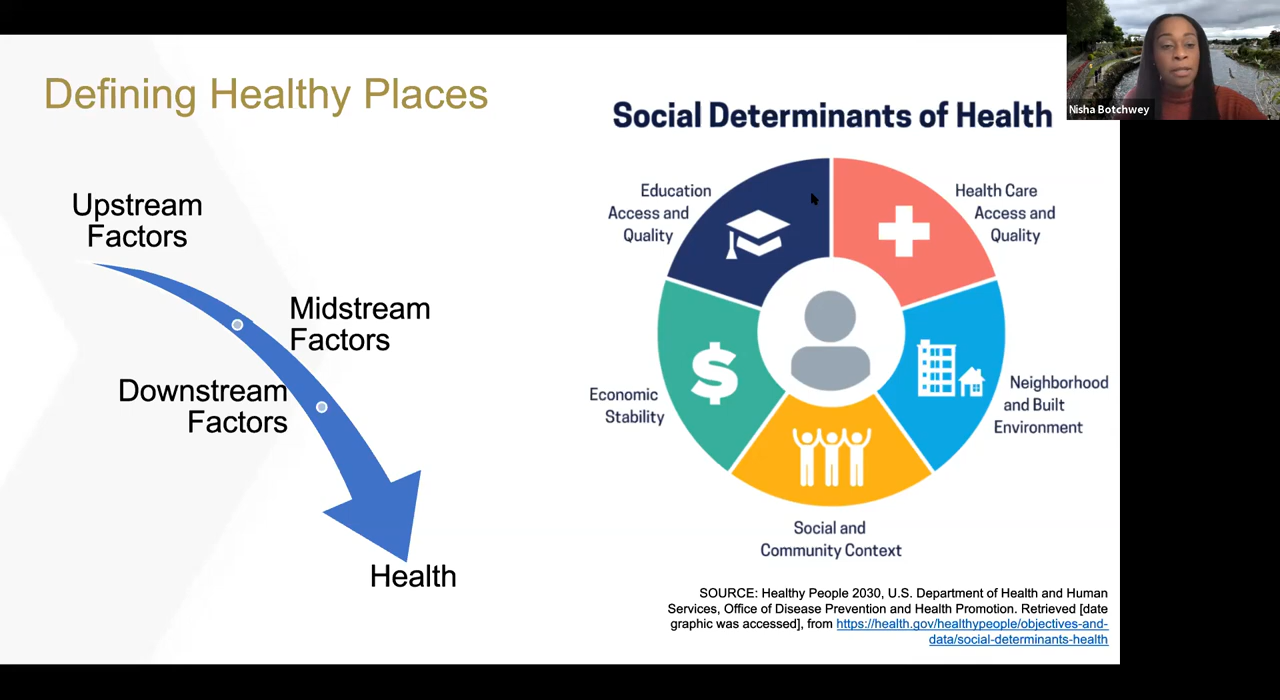 Defining Healthy Places
Nisha Botchwey
Social Determinants of Health
Upstream
Factors
Midstream
Factors
Downstream
Factors
Health
Education
Access and
Quality
Health Care
Access and
Quality
Economic
Stability
Neighborhood
and Built
Environment
Social and
Community Context
SOURCE: Healthy People 2030, U.S. Department of Health and Human
Services, Office of Disease Prevention and Health Promotion. Retrieved [date
graphic was accessed], from https://health.gov/healthypeople/objectives-and-
data/social-determinants-health